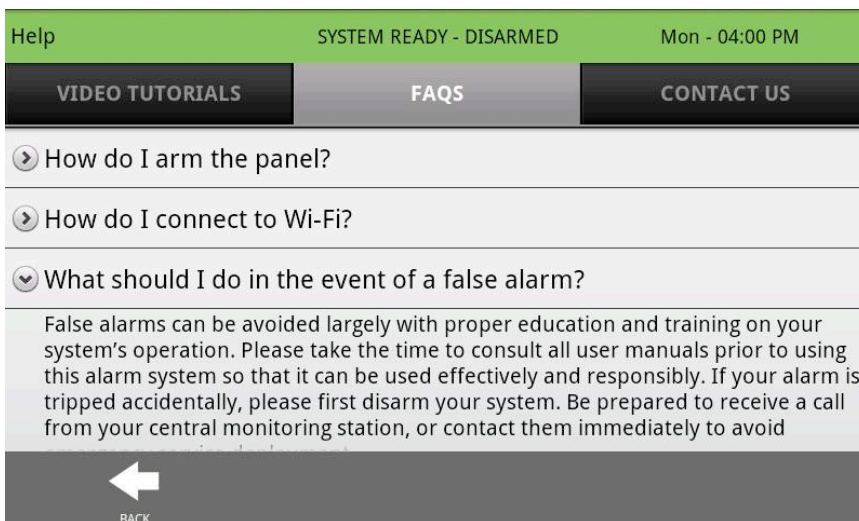 Help SYSTEM READY - DISARMED Mon - 04:00 PM
VIDEO TUTORIALS FAQS CONTACT US
How do I arm the panel?
How do I connect to Wi-Fi?
What should I do in the event of a false alarm?
False alarms can be avoided largely with proper education and training on your
system's operation. Please take the time to consult all user manuals prior to using
this alarm system so that it can be used effectively and responsibly. If your alarm is
tripped accidentally, please first disarm your system. Be prepared to receive a call
from your central monitoring station, or contact them immediately to avoid
BACK